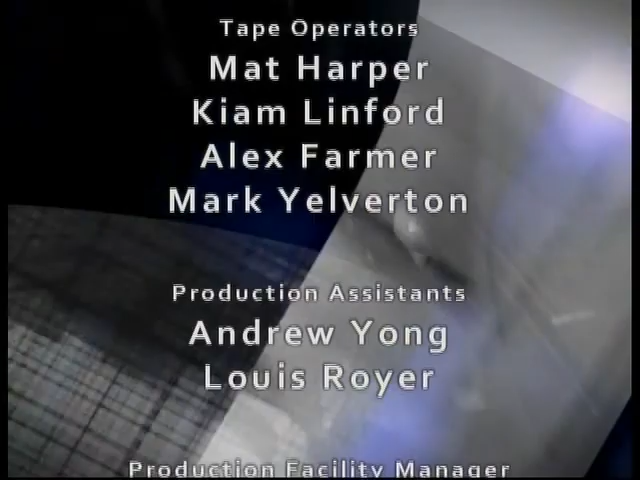 Tape Operators
Mat Harper
Kiam Linford
Alex Farmer
Mark Yelverton
Production Assistants
Andrew Yong
Louis Royer
Production Facility Manager